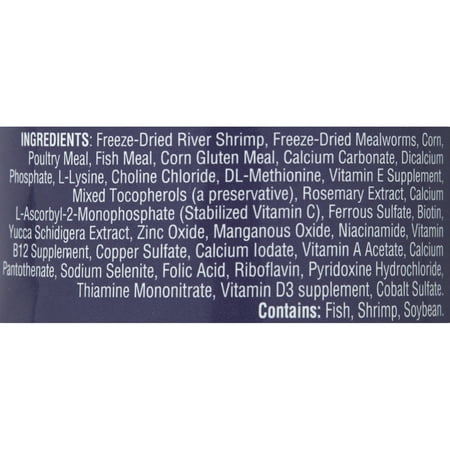 INGREDIENTS: Freeze-Dried River Shrimp, Freeze-Dried Mealworms, Corn,
Poultry Meal, Fish Meal, Corn Gluten Meal, Calcium Carbonate, Dicalcium
Phosphate, L-Lysine, Choline Chloride, DL-Methionine, Vitamin E Supplement,
Mixed Tocopherols (a preservative), Rosemary Extract, Calcium
L-Ascorbyl-2-Monophosphate (Stabilized Vitamin C), Ferrous Sulfate, Biotin,
Yucca Schidigera Extract, Zinc Oxide, Manganous Oxide, Niacinamide, Vitamin
B12 Supplement, Copper Sulfate, Calcium Iodate, Vitamin A Acetate, Calcium
Pantothenate, Sodium Selenite, Folic Acid, Riboflavin, Pyridoxine Hydrochloride,
Thiamine Mononitrate, Vitamin D3 supplement, Cobalt Sulfate.
Contains: Fish, Shrimp, Soybean.